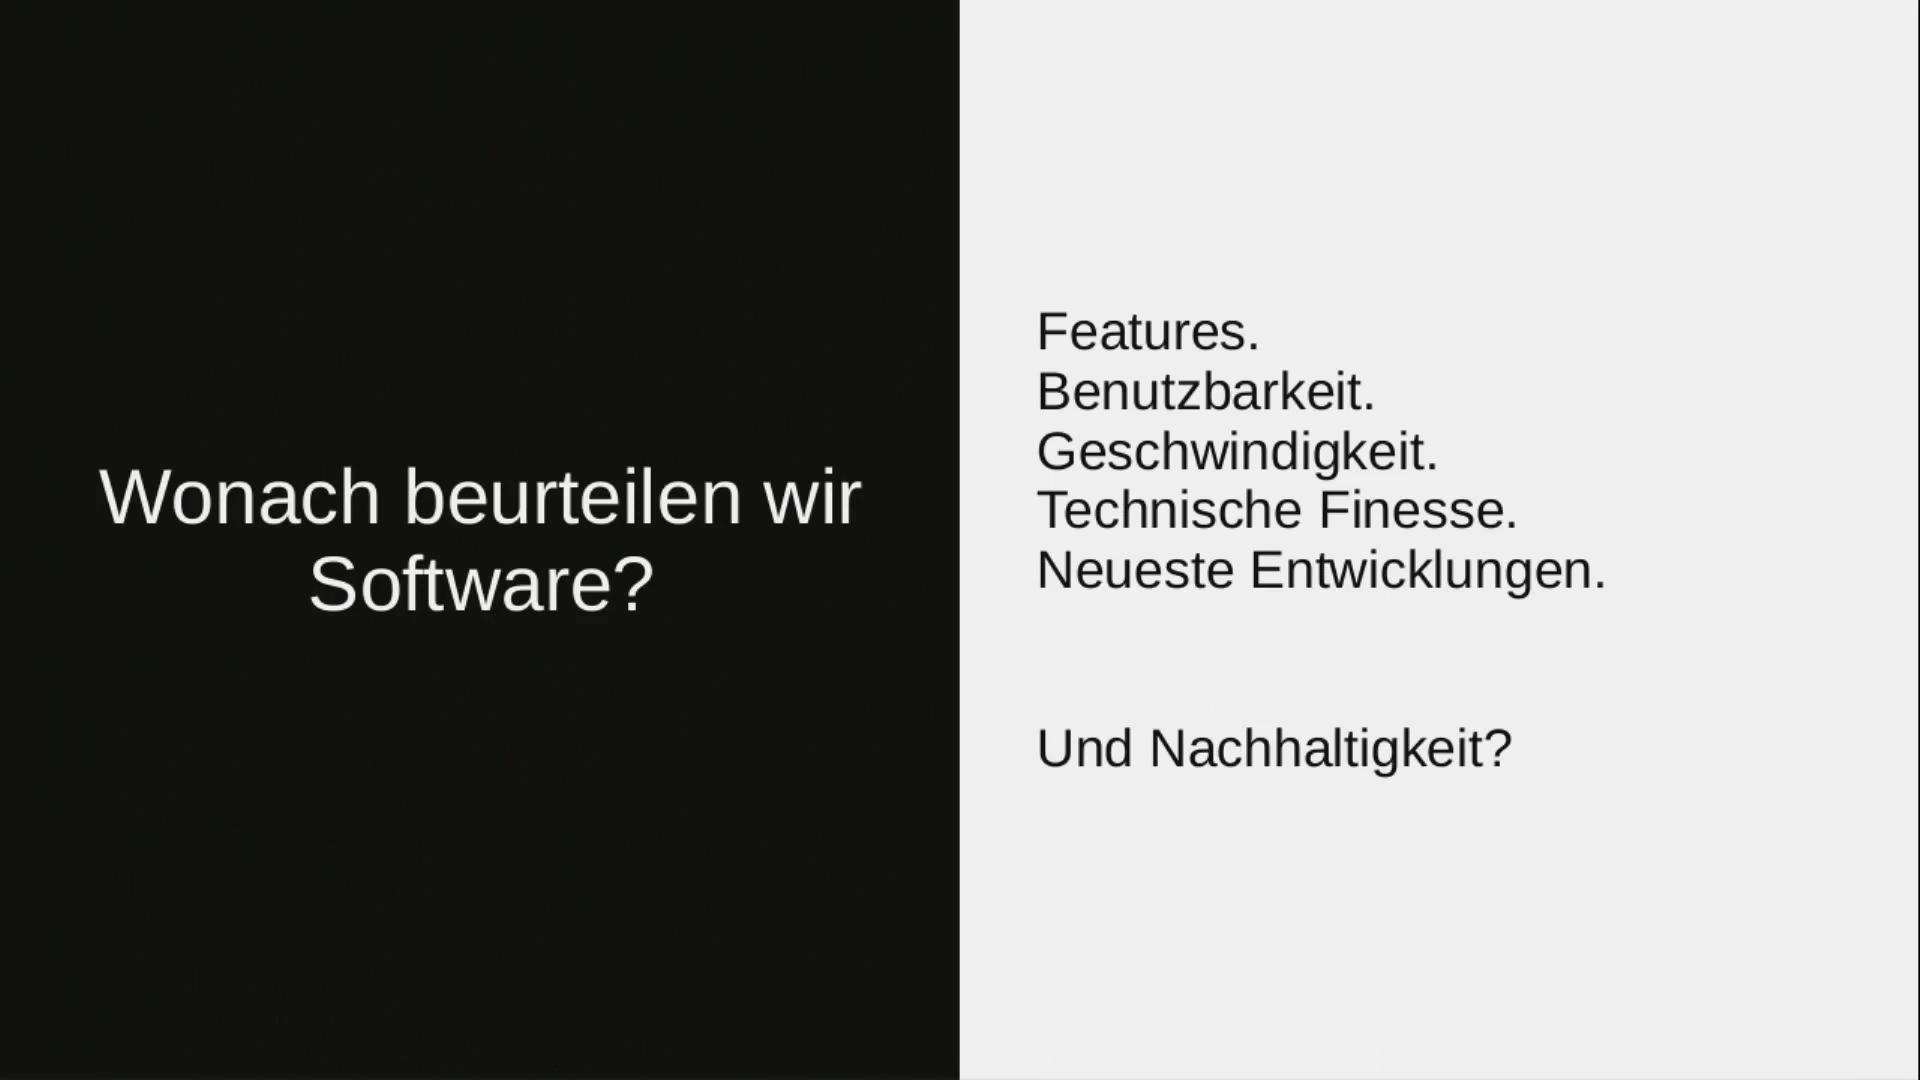 Wonach beurteilen wir
Software?
Features.
Benutzbarkeit.
Geschwindigkeit.
Technische Finesse.
Neueste Entwicklungen.
Und Nachhaltigkeit?